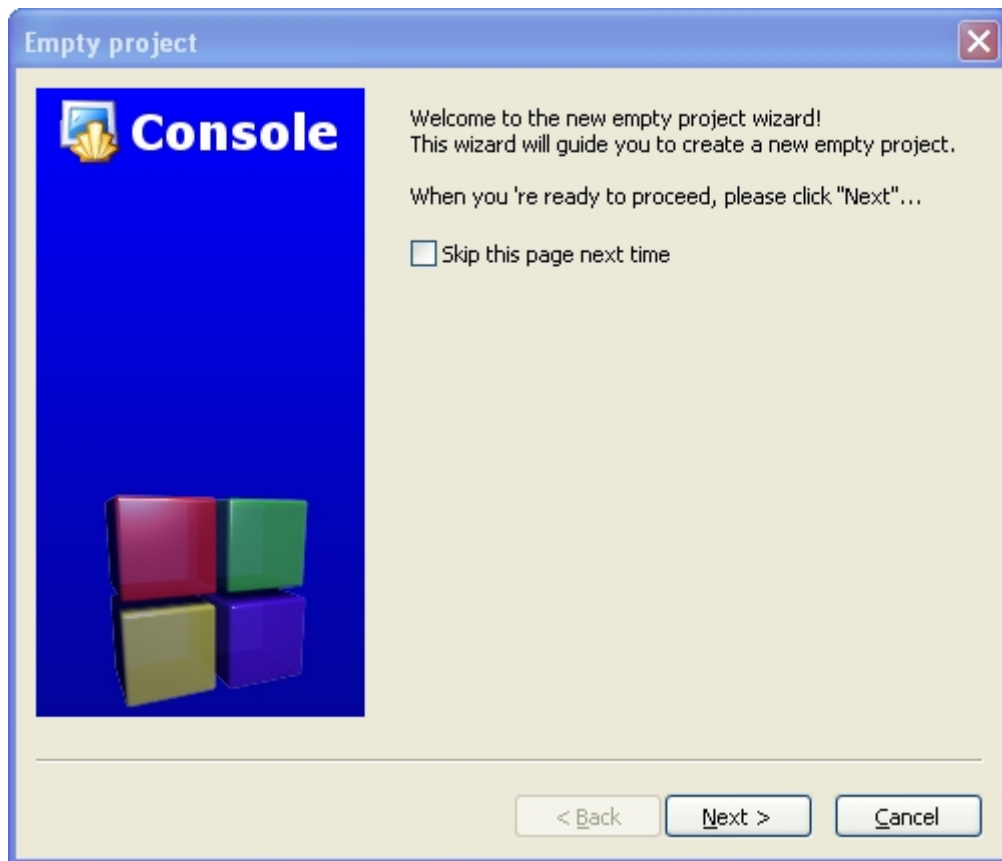 Empty project
Console
Welcome to the new empty project wizard!
This wizard will guide you to create a new empty project.
When you 're ready to proceed, please click "Next"...
Skip this page next time
< Back
Next >
Cancel